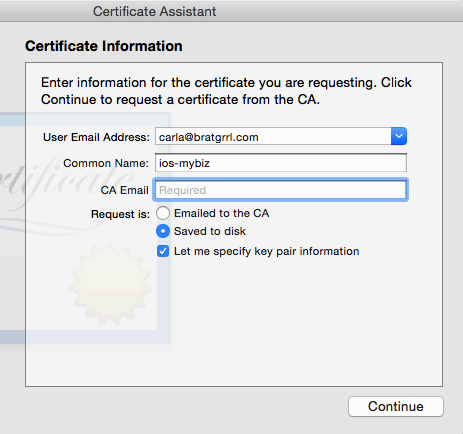 Certificate Assistant
Certificate Information
Enter information for the certificate you are requesting. Click
Continue to request a certificate from the CA.
User Email Address: carla@bratgrrl.com
Common Name: ios-mybiz
CA Email Required
Request is: Emailed to the CA
Saved to disk
Let me specify key pair information
Continue